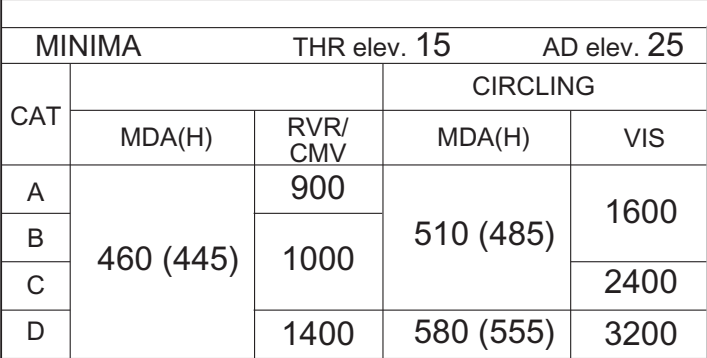 MINIMA THR elev. 15 AD elev. 25
CIRCLING
CAT
MDA(H) RVR/ MDA(H) VIS
CMV
A 900
1600
B
510 (485)
460 (445) 1000
C 2400
D 1400 580 (555) 3200